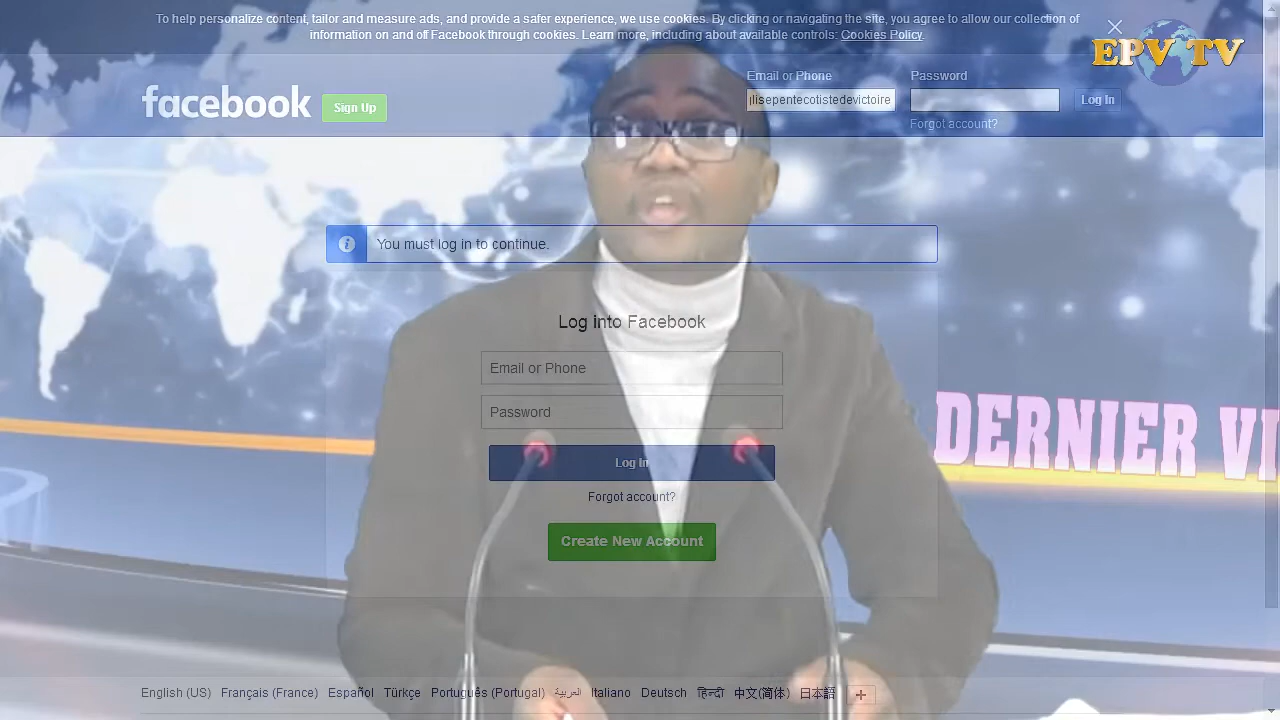 To help personalize content, tailor and measure ads, and provide a safer experience, we use cookies. By clicking or navigating the site, you agree to allow our collection of
information on and off Facebook through cookies. Learn more, including about available controls: Cookies Policy.
EPV TV
facebook
Sign Up
Email or Phone
Password
lisepentecotistedevictoire
Log In
Forgot account?
You must log in to continue.
Log into Facebook
Email or Phone
Password
DERNIER VI
Log In
Forgot account?
Create New Account
English (US) Français (France) Español Türkçe Português (Portugal) العربية Italiano Deutsch हिन्दी 中文(简体) 日本語